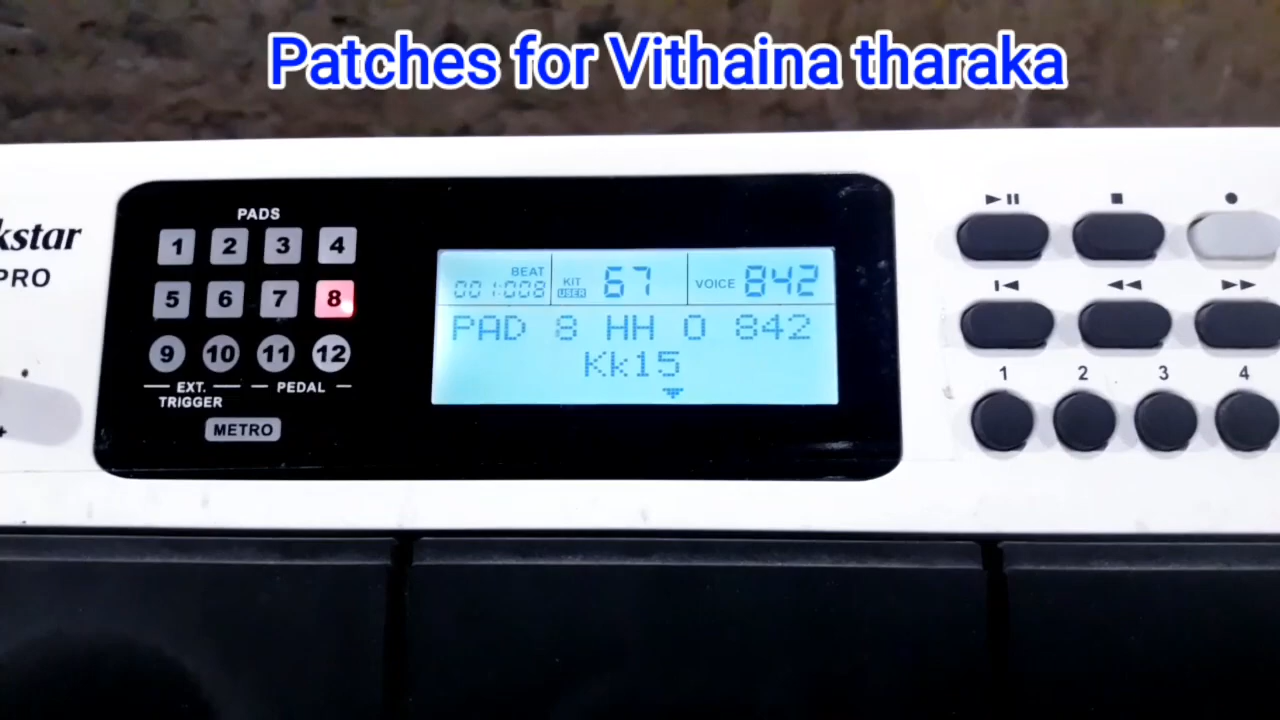 Patches for Vithaina tharaka
kstar
PRO
PADS
1 2 3 4
5 6 7 8
9 10 11 12
EXT. TRIGGER
PEDAL
METRO
BEAT
001:008
KIT
USER
67
VOICE 842
PAD 8 HH 0 842
Kk15
1 2 3 4
+